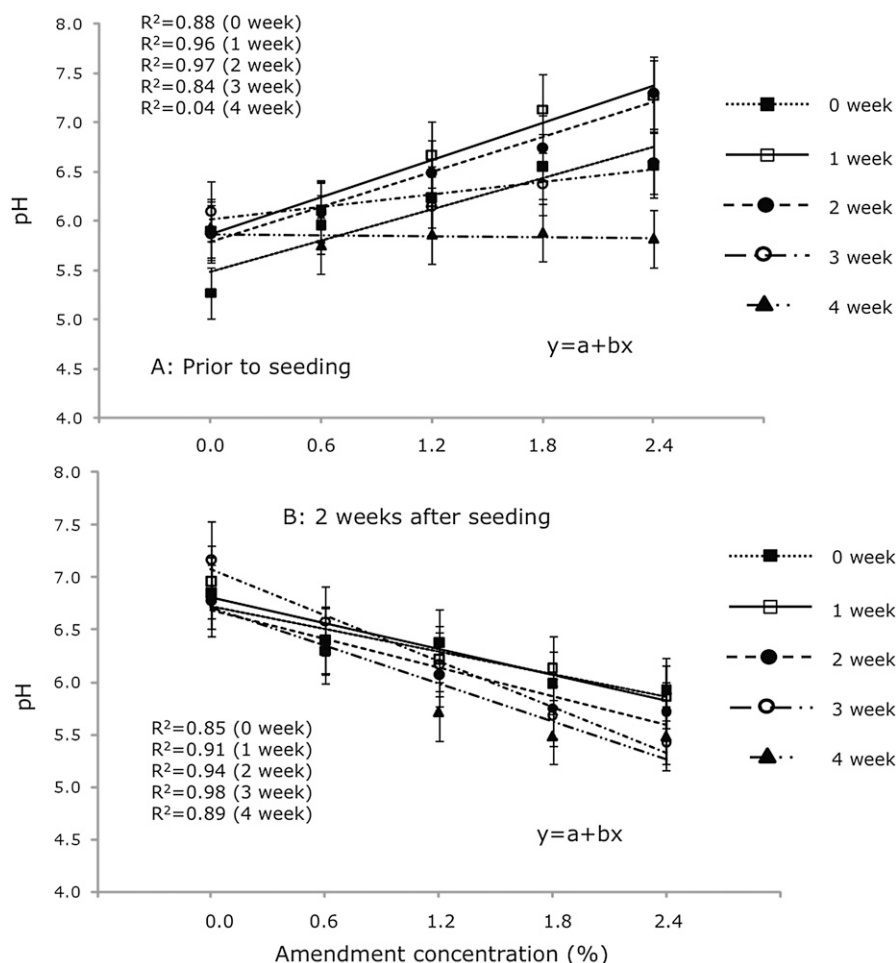 8.0
7.5
7.0
6.5
6.0
5.5
5.0
4.5
4.0
pH
R²=0.88 (0 week)
R²=0.96 (1 week)
R²=0.97 (2 week)
R²=0.84 (3 week)
R²=0.04 (4 week)
A: Prior to seeding
y=a+bx
0 week
1 week
2 week
3 week
4 week
0.0 0.6 1.2 1.8 2.4
8.0
7.5
7.0
6.5
6.0
5.5
5.0
4.5
4.0
pH
B: 2 weeks after seeding
R²=0.85 (0 week)
R²=0.91 (1 week)
R²=0.94 (2 week)
R²=0.98 (3 week)
R²=0.89 (4 week)
y=a+bx
0 week
1 week
2 week
3 week
4 week
0.0 0.6 1.2 1.8 2.4
Amendment concentration (%)